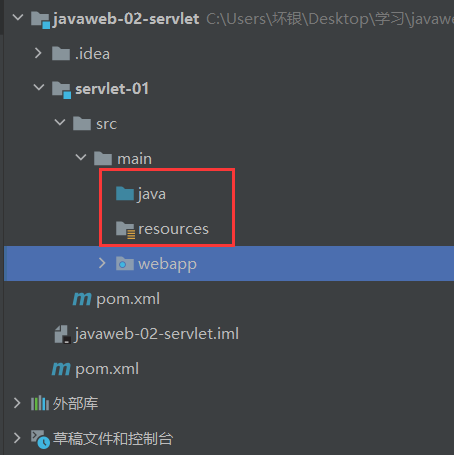 javaweb-02-servlet C:\Users\坏银\Desktop\学习\javawe
.idea
servlet-01
src
main
java
resources
webapp
m pom.xml
javaweb-02-servlet.iml
m pom.xml
外部库
草稿文件和控制台